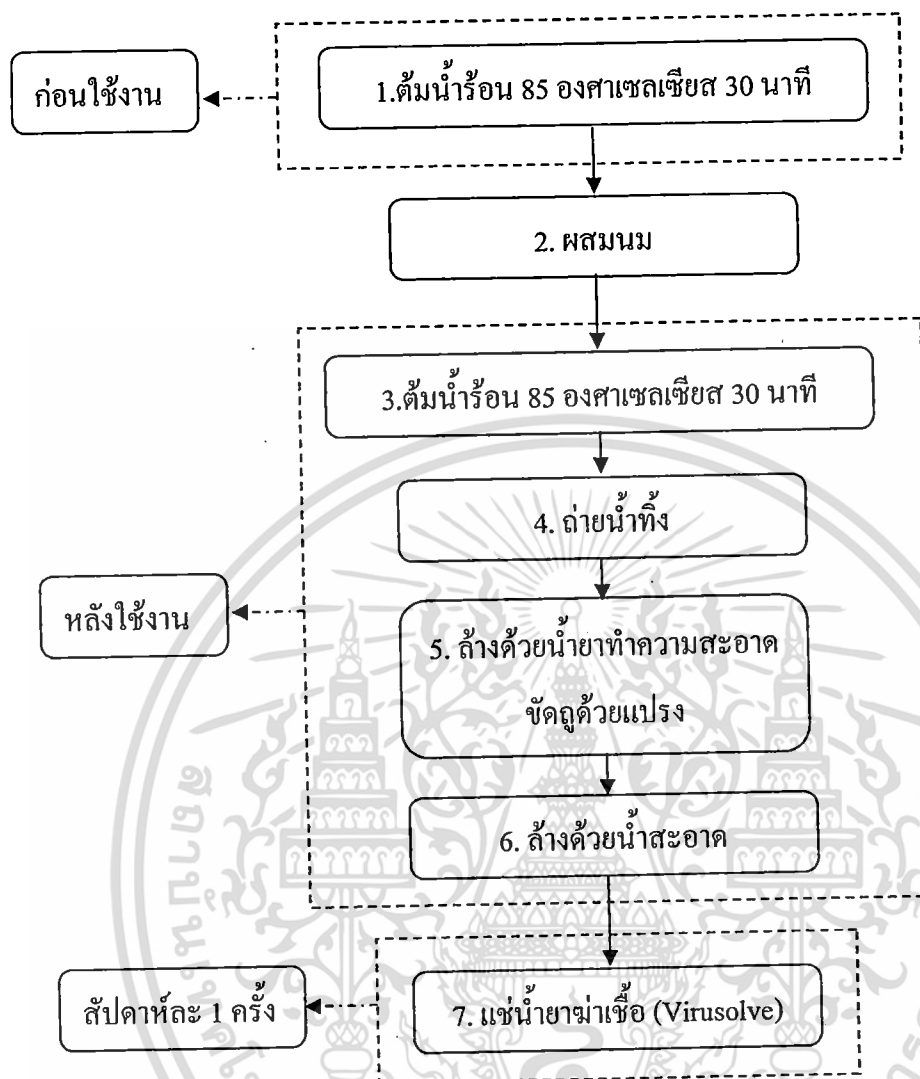 ก่อนใช้งาน
1.ต้มน้ำร้อน 85 องศาเซลเซียส 30 นาที
2. ผสมนม
3.ต้มน้ำร้อน 85 องศาเซลเซียส 30 นาที
4. ถ่ายน้ำทิ้ง
หลังใช้งาน
5. ล้างด้วยน้ำยาทำความสะอาด
ขัดถูด้วยแปรง
6. ล้างด้วยน้ำสะอาด
สัปดาห์ละ 1 ครั้ง
7. แช่น้ำยาฆ่าเชื้อ (Virusolve)